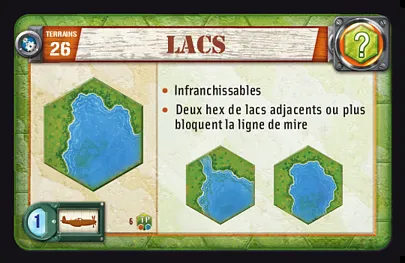 TERRAINS
26
LACS
?
• Infranchissables
• Deux hex de lacs adjacents ou plus
bloquent la ligne de mire
1
6